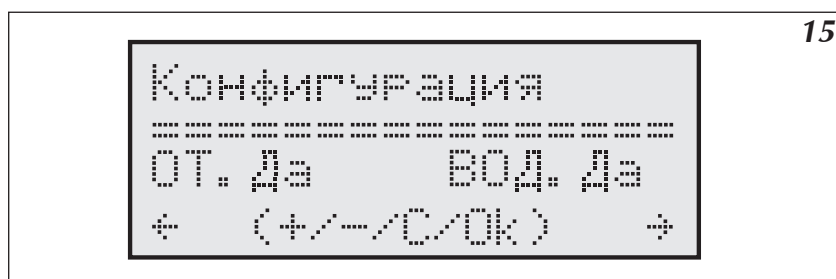 15
Конфигурация
================
ОТ. Да ВОД. Да
← (+/-/C/Ok) →